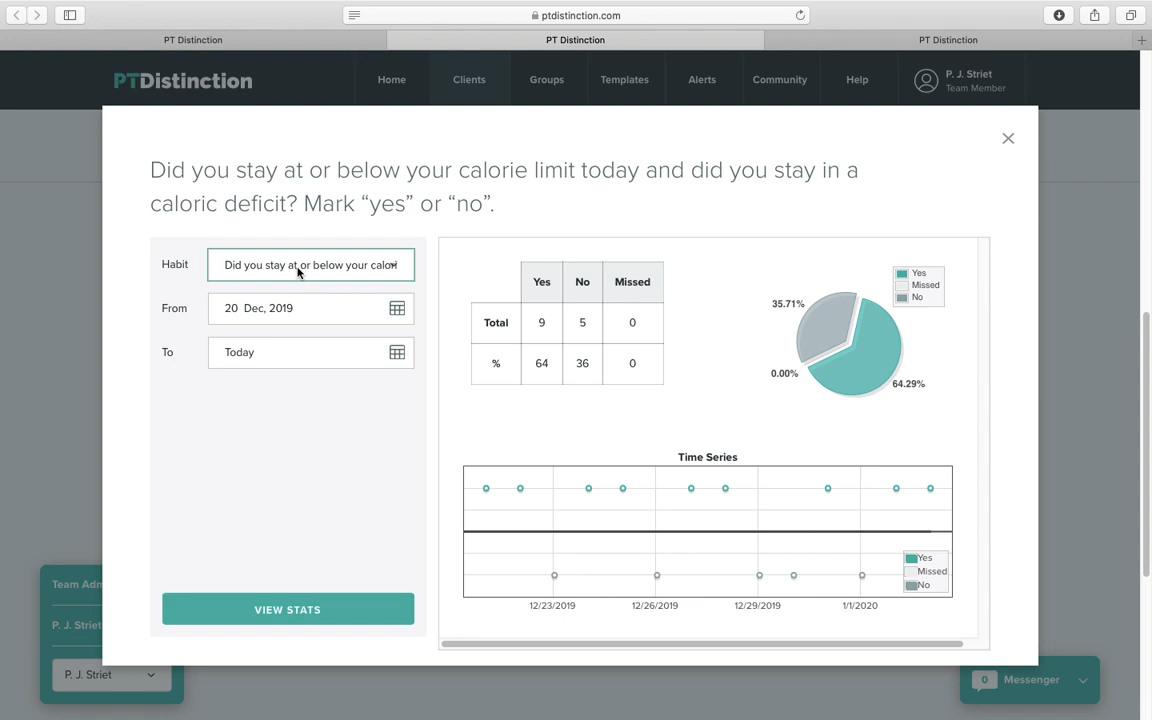 ptdistinction.com
PT Distinction
PT Distinction
PT Distinction
PTDistinction
Home
Clients
Groups
Templates
Alerts
Community
Help
P. J. Striet
Team Member
Did you stay at or below your calorie limit today and did you stay in a
caloric deficit? Mark “yes” or “no”.
Habit
Did you stay at or below your calori
From
20 Dec, 2019
To
Today
VIEW STATS
Yes No Missed
Total 9 5 0
% 64 36 0
Yes
Missed
No
35.71%
0.00%
64.29%
Time Series
Yes
Missed
No
12/23/2019 12/26/2019 12/29/2019 1/1/2020
Team Adm
P. J. Striet
P. J. Striet
0 Messenger